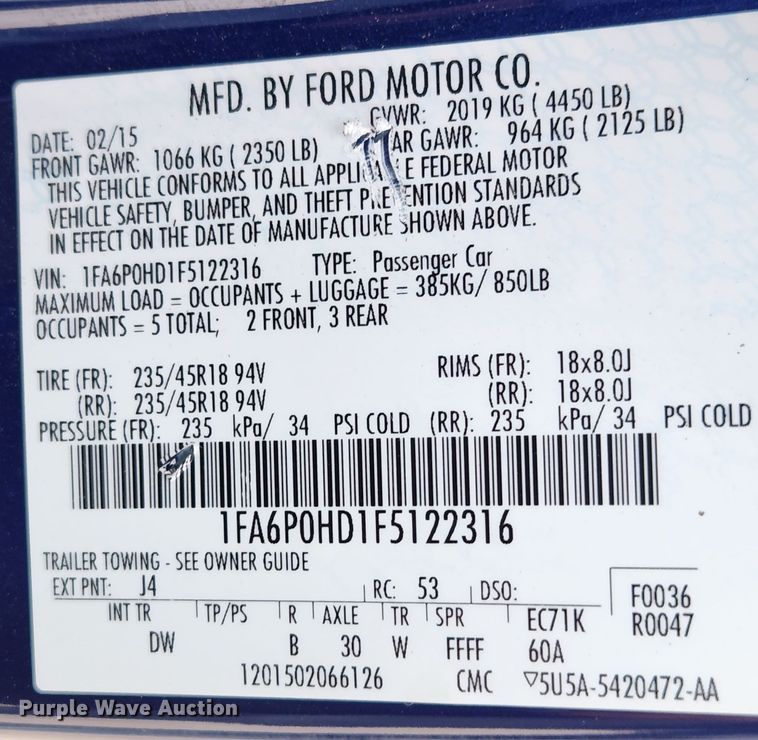 MFD. BY FORD MOTOR CO.
DATE: 02/15 GVWR: 2019 KG ( 4450 LB)
FRONT GAWR: 1066 KG ( 2350 LB) AR GAWR: 964 KG ( 2125 LB)
THIS VEHICLE CONFORMS TO ALL APPLICABLE FEDERAL MOTOR
VEHICLE SAFETY, BUMPER, AND THEFT PREVENTION STANDARDS
IN EFFECT ON THE DATE OF MANUFACTURE SHOWN ABOVE.
VIN: 1FA6P0HD1F5122316 TYPE: Passenger Car
MAXIMUM LOAD = OCCUPANTS + LUGGAGE = 385KG/ 850LB
OCCUPANTS = 5 TOTAL; 2 FRONT, 3 REAR
TIRE (FR): 235/45R18 94V RIMS (FR): 18x8.0J
(RR): 235/45R18 94V (RR): 18x8.0J
PRESSURE (FR): 235 kPa/ 34 PSI COLD (RR): 235 kPa/ 34 PSI COLD
1FA6P0HD1F5122316
TRAILER TOWING - SEE OWNER GUIDE
EXT PNT: J4 RC: 53 DSO: F0036
INT TR TP/PS R AXLE TR SPR EC71K R0047
DW B 30 W FFFF 60A
1201502066126 CMC ▽5U5A-5420472-AA
Purple Wave Auction